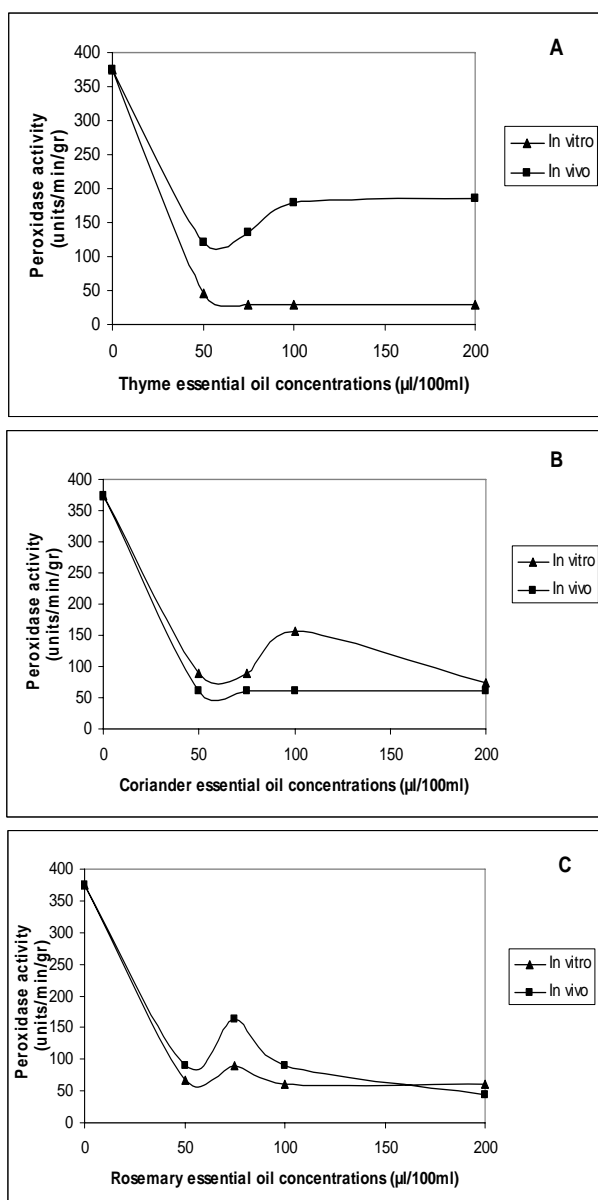 A
400
350
300
250
200
150
100
50
0
Peroxidase activity
(units/min/gr)
0 50 100 150 200
Thyme essential oil concentrations (µl/100ml)
In vitro
In vivo
B
400
350
300
250
200
150
100
50
0
Peroxidase activity
(units/min/gr)
0 50 100 150 200
Coriander essential oil concentrations (µl/100ml)
In vitro
In vivo
C
400
350
300
250
200
150
100
50
0
Peroxidase activity
(units/min/gr)
0 50 100 150 200
Rosemary essential oil concentrations (µl/100ml)
In vitro
In vivo